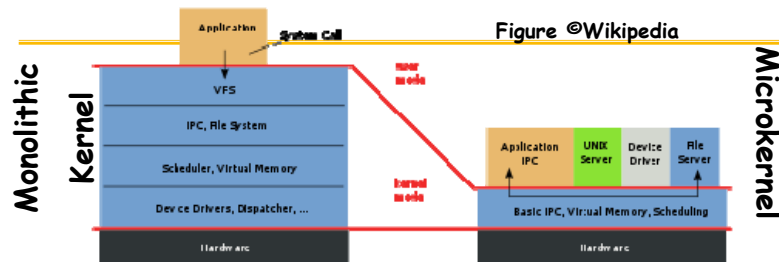 Application
System Call
Figure ©Wikipedia
Monolithic
Kernel
VFS
IPC, File System
Scheduler, Virtual Memory
Device Drivers, Dispatcher, ...
Hardware
user
mode
kernel
mode
Application
IPC
UNIX
Server
Device
Driver
File
Server
Basic IPC, Virtual Memory, Scheduling
Hardware
Microkernel